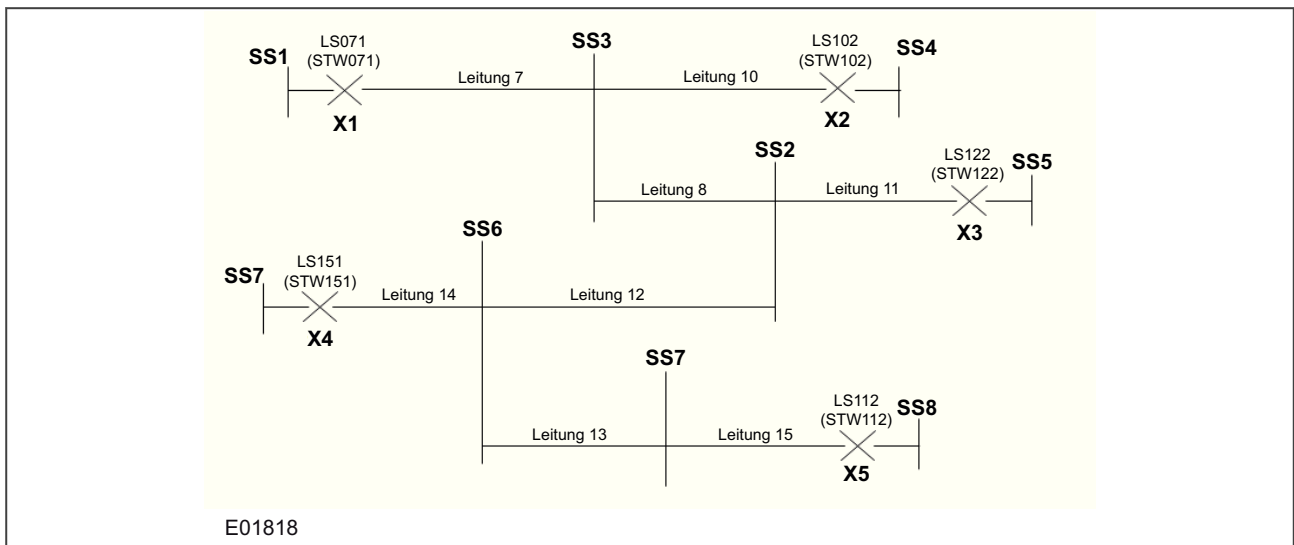 SS1
LS071
(STW071)
X1
Leitung 7
SS3
Leitung 10
LS102
(STW102)
X2
SS4
Leitung 8
SS2
Leitung 11
LS122
(STW122)
X3
SS5
SS7
LS151
(STW151)
X4
Leitung 14
SS6
Leitung 12
Leitung 13
SS7
Leitung 15
LS112
(STW112)
X5
SS8
E01818